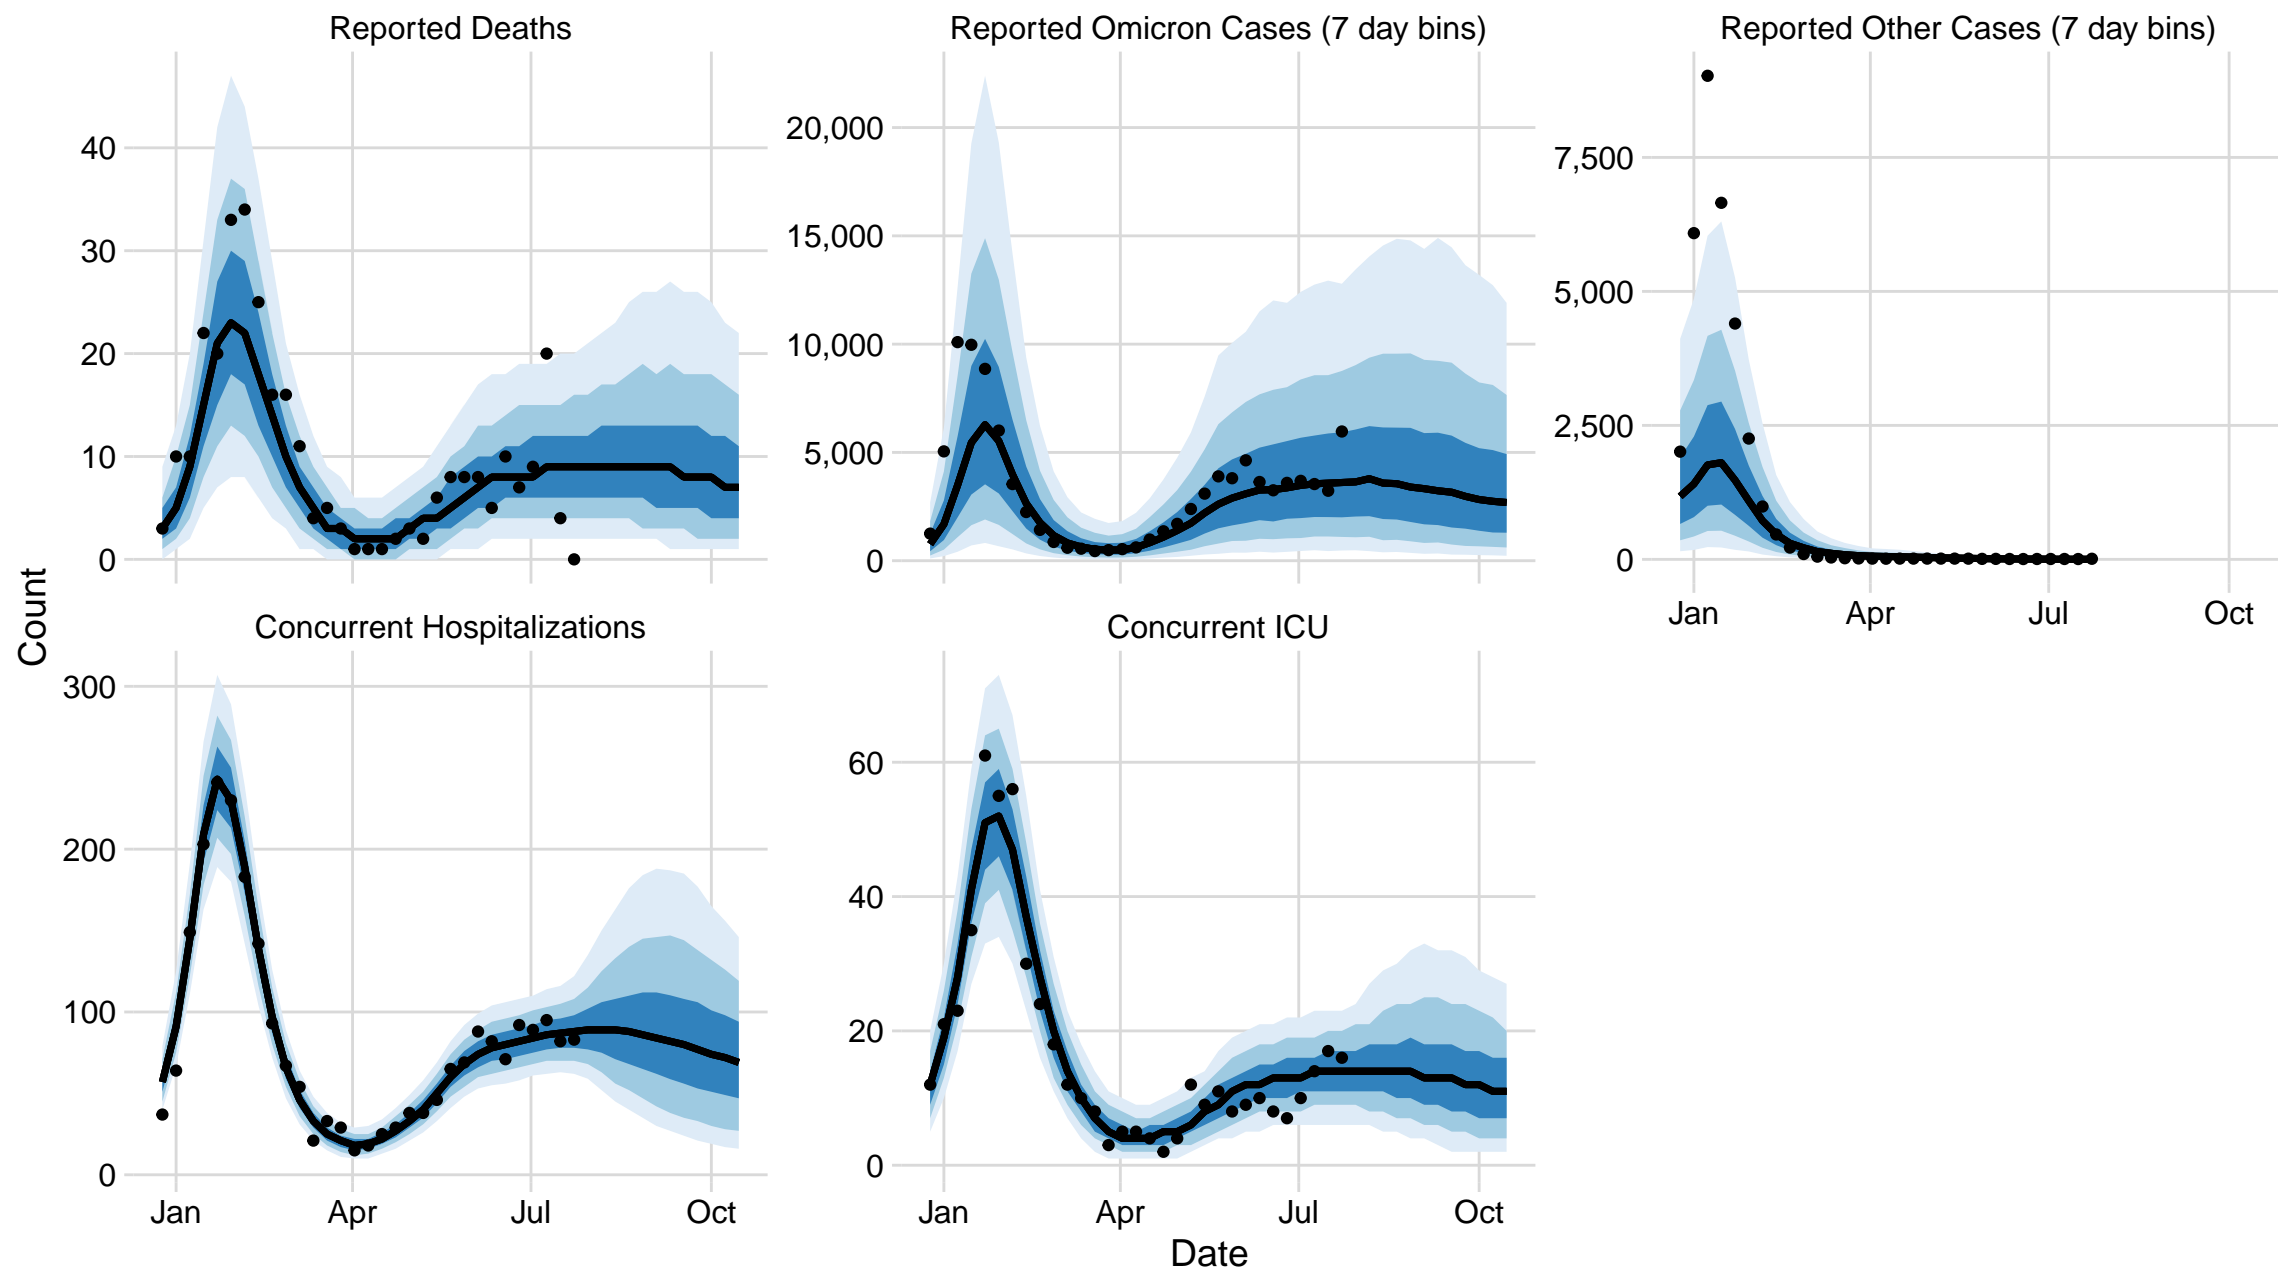 Reported Deaths
Reported Omicron Cases (7 day bins)
Reported Other Cases (7 day bins)
Count
40
30
20
10
0
20,000
15,000
10,000
5,000
0
7,500
5,000
2,500
0
Jan Apr Jul Oct
Concurrent Hospitalizations
Concurrent ICU
300
200
100
0
60
40
20
0
Jan Apr Jul Oct
Jan Apr Jul Oct
Date